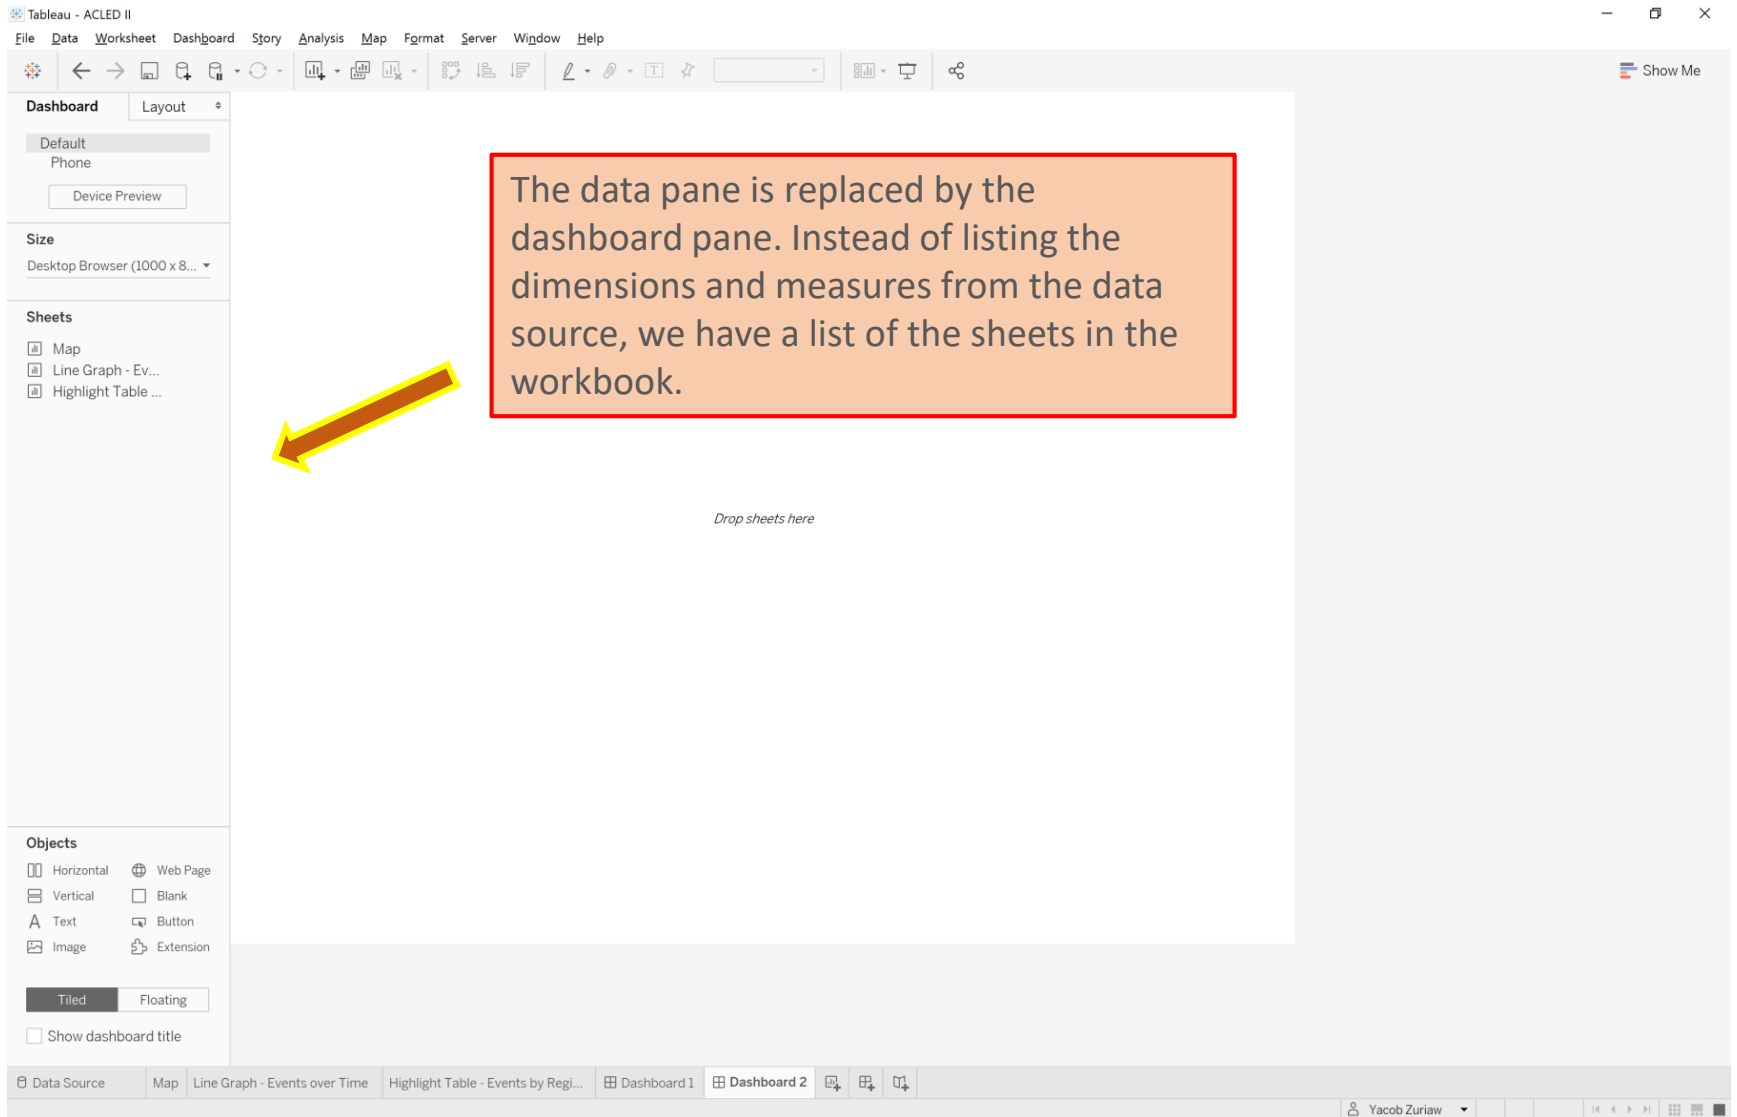 Tableau - ACLED II
File Data Worksheet Dashboard Story Analysis Map Format Server Window Help
Show Me
Dashboard Layout
Default
Phone
Device Preview
Size
Desktop Browser (1000 x 8...
Sheets
Map
Line Graph - Ev...
Highlight Table ...
The data pane is replaced by the
dashboard pane. Instead of listing the
dimensions and measures from the data
source, we have a list of the sheets in the
workbook.
Drop sheets here
Objects
Horizontal Web Page
Vertical Blank
A Text Button
Image Extension
Tiled Floating
Show dashboard title
Data Source Map Line Graph - Events over Time Highlight Table - Events by Regi... Dashboard 1 Dashboard 2
Yacob Zuriaw